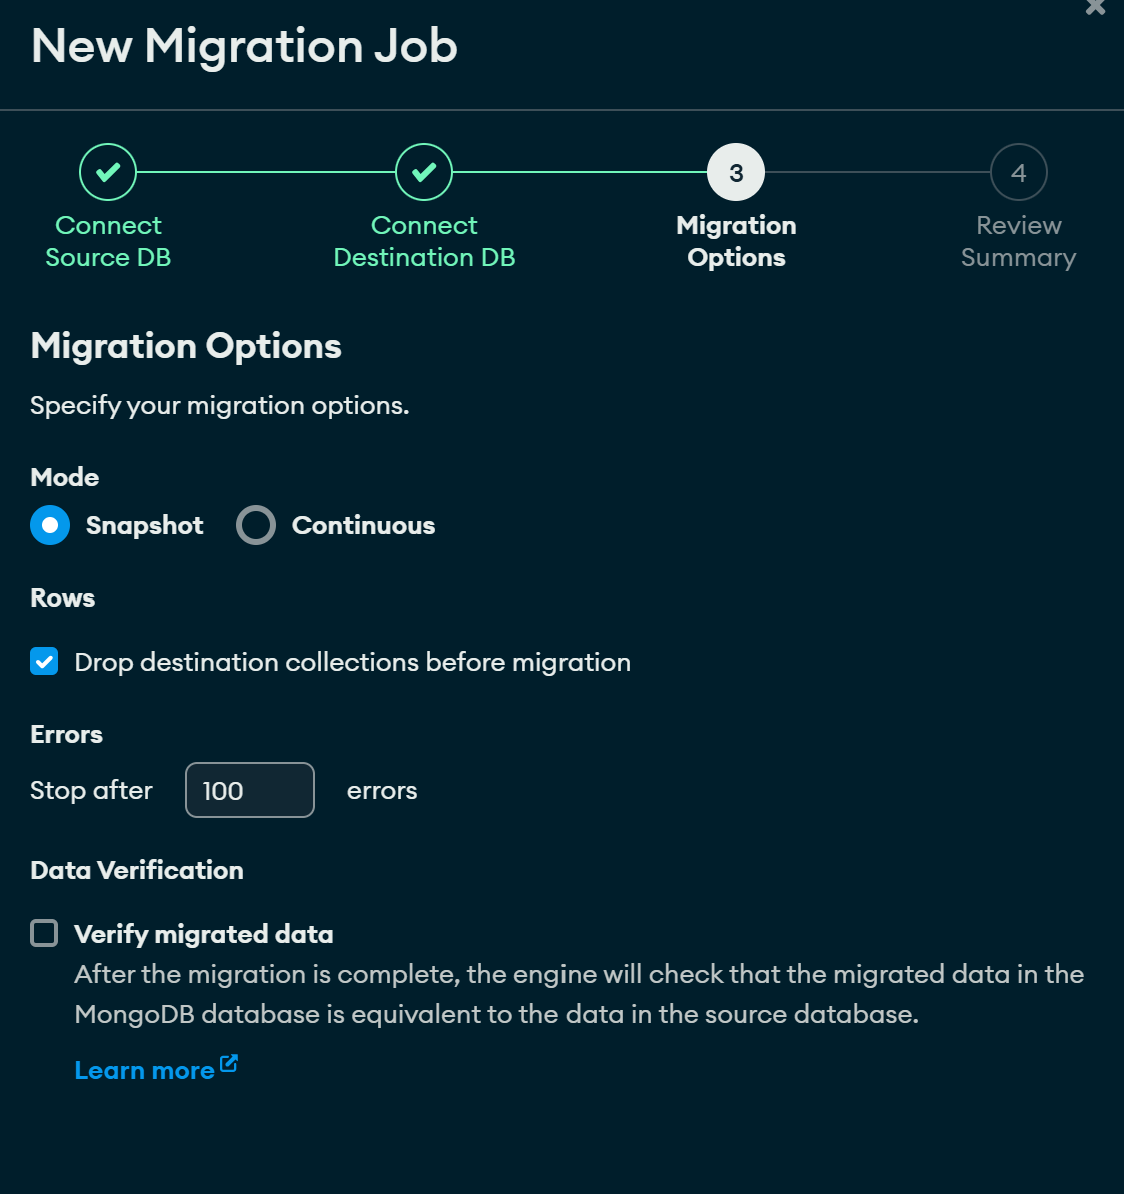 New Migration Job
3
4
Connect
Source DB
Connect
Destination DB
Migration
Options
Review
Summary
Migration Options
Specify your migration options.
Mode
Snapshot Continuous
Rows
Drop destination collections before migration
Errors
Stop after 100 errors
Data Verification
Verify migrated data
After the migration is complete, the engine will check that the migrated data in the
MongoDB database is equivalent to the data in the source database.
Learn more